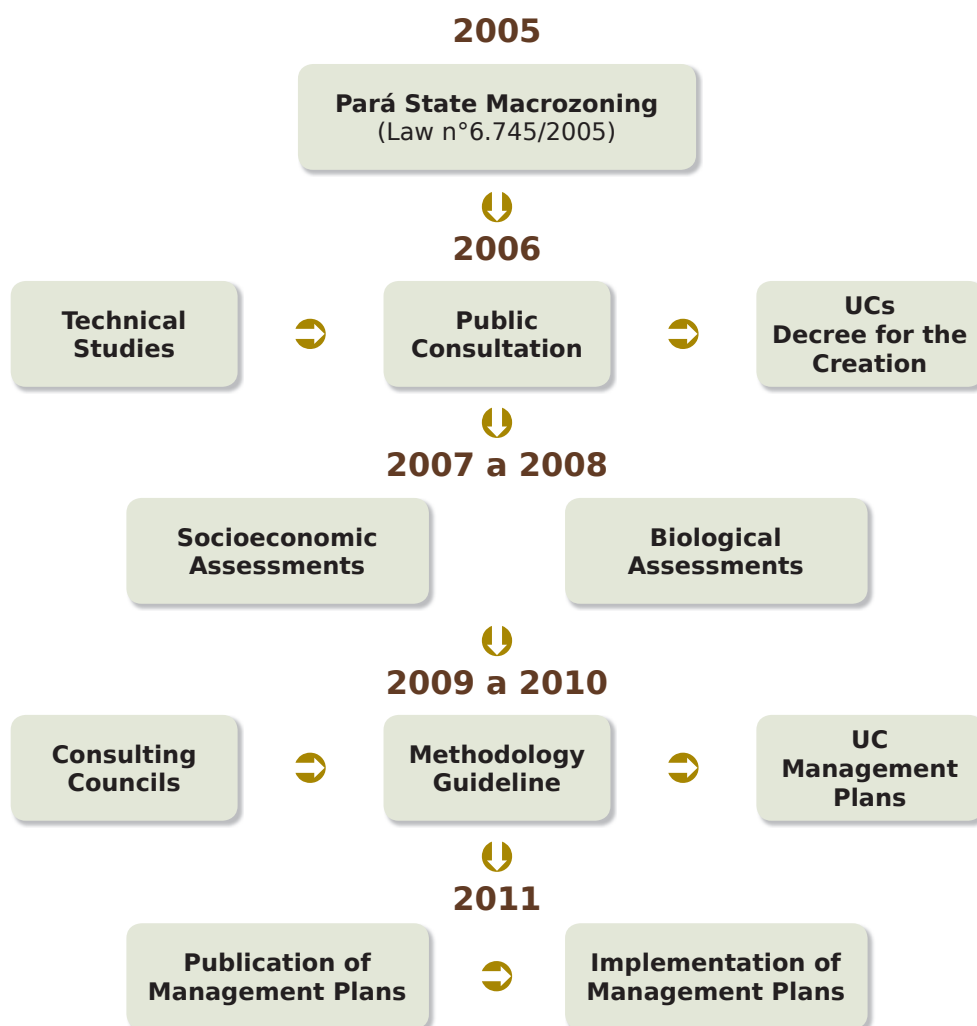 2005
Pará State Macrozoning
(Law n°6.745/2005)
2006
Technical
Studies
Public
Consultation
UCs
Decree for the
Creation
2007 a 2008
Socioeconomic
Assessments
Biological
Assessments
2009 a 2010
Consulting
Councils
Methodology
Guideline
UC
Management
Plans
2011
Publication of
Management Plans
Implementation of
Management Plans